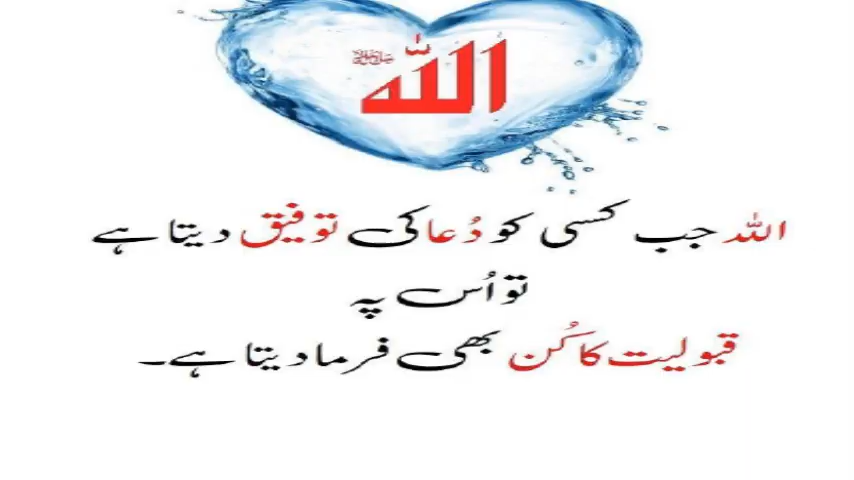 اللہ
اللہ جب کسی کو دُعا کی توفیق دیتا ہے
تو اُس پہ
قبولیت کا کُن بھی فرما دیتا ہے۔